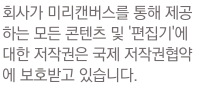 회사가 미리캔버스를 통해 제공
하는 모든 콘텐츠 및 '편집기'에
대한 저작권은 국제 저작권협약
에 보호받고 있습니다.